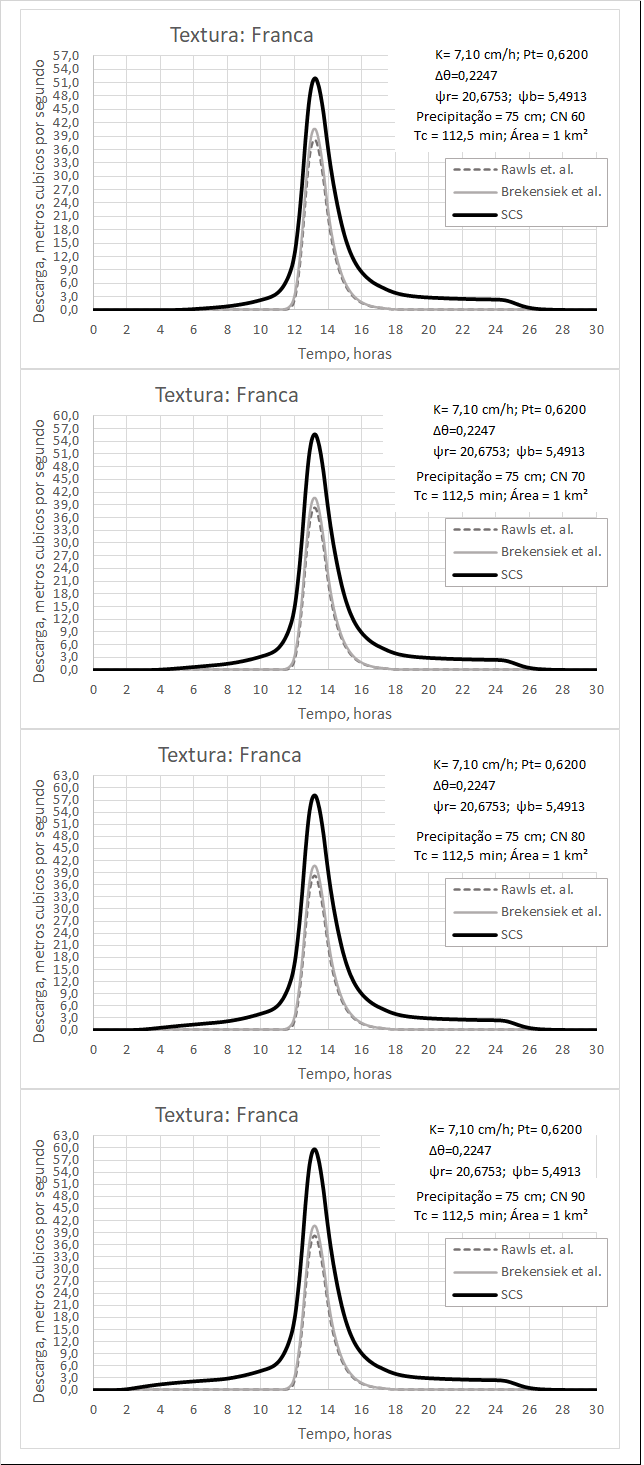 Textura: Franca
K= 7,10 cm/h; Pt= 0,6200
Δθ=0,2247
ψr= 20,6753; ψb= 5,4913
Precipitação = 75 cm; CN 60
Tc = 112,5 min; Área = 1 km²
Rawls et. al.
Brekensiek et al.
SCS
Descarga, metros cubicos por segundo
57,0
54,0
51,0
48,0
45,0
42,0
39,0
36,0
33,0
30,0
27,0
24,0
21,0
18,0
15,0
12,0
9,0
6,0
3,0
0,0
0 2 4 6 8 10 12 14 16 18 20 22 24 26 28 30
Tempo, horas
Textura: Franca
K= 7,10 cm/h; Pt= 0,6200
Δθ=0,2247
ψr= 20,6753; ψb= 5,4913
Precipitação = 75 cm; CN 70
Tc = 112,5 min; Área = 1 km²
Rawls et. al.
Brekensiek et al.
SCS
Descarga, metros cubicos por segundo
60,0
57,0
54,0
51,0
48,0
45,0
42,0
39,0
36,0
33,0
30,0
27,0
24,0
21,0
18,0
15,0
12,0
9,0
6,0
3,0
0,0
0 2 4 6 8 10 12 14 16 18 20 22 24 26 28 30
Tempo, horas
Textura: Franca
K= 7,10 cm/h; Pt= 0,6200
Δθ=0,2247
ψr= 20,6753; ψb= 5,4913
Precipitação = 75 cm; CN 80
Tc = 112,5 min; Área = 1 km²
Rawls et. al.
Brekensiek et al.
SCS
Descarga, metros cubicos por segundo
63,0
60,0
57,0
54,0
51,0
48,0
45,0
42,0
39,0
36,0
33,0
30,0
27,0
24,0
21,0
18,0
15,0
12,0
9,0
6,0
3,0
0,0
0 2 4 6 8 10 12 14 16 18 20 22 24 26 28 30
Tempo, horas
Textura: Franca
K= 7,10 cm/h; Pt= 0,6200
Δθ=0,2247
ψr= 20,6753; ψb= 5,4913
Precipitação = 75 cm; CN 90
Tc = 112,5 min; Área = 1 km²
Rawls et. al.
Brekensiek et al.
SCS
Descarga, metros cubicos por segundo
63,0
60,0
57,0
54,0
51,0
48,0
45,0
42,0
39,0
36,0
33,0
30,0
27,0
24,0
21,0
18,0
15,0
12,0
9,0
6,0
3,0
0,0
0 2 4 6 8 10 12 14 16 18 20 22 24 26 28 30
Tempo, horas